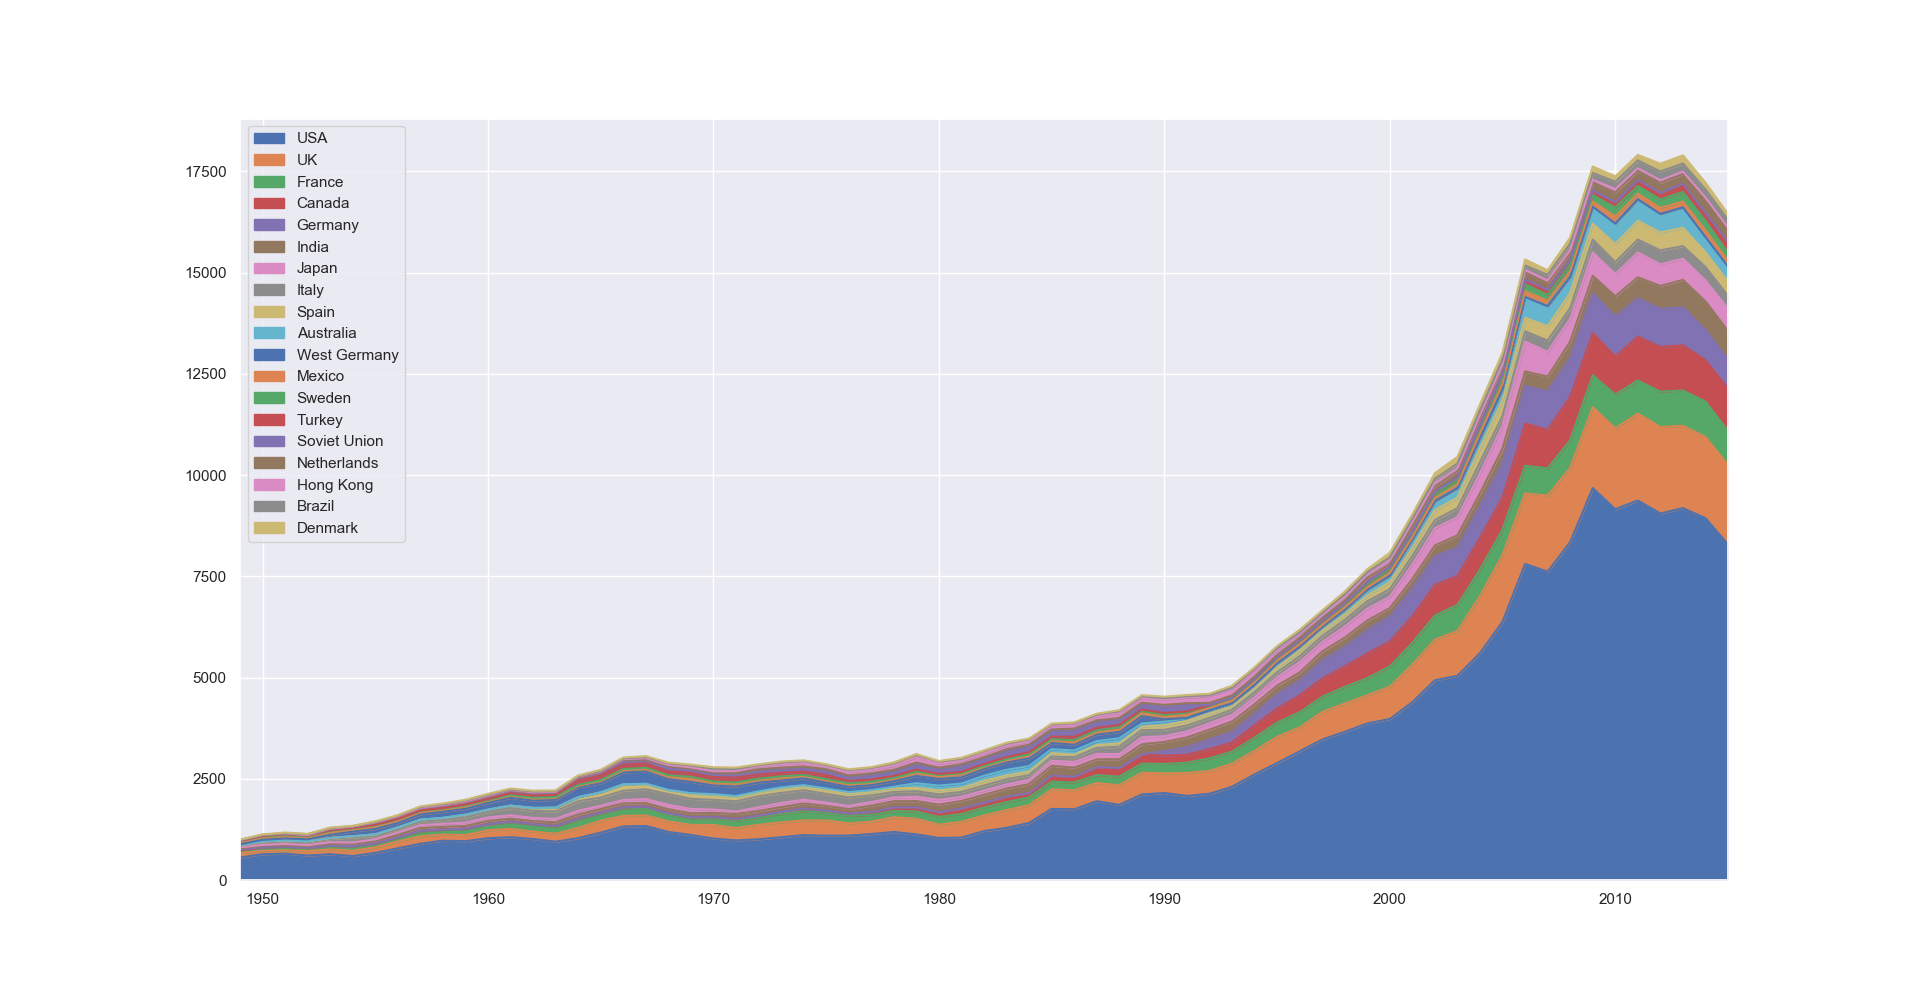 USA
UK
France
Canada
Germany
India
Japan
Italy
Spain
Australia
West Germany
Mexico
Sweden
Turkey
Soviet Union
Netherlands
Hong Kong
Brazil
Denmark
17500
15000
12500
10000
7500
5000
2500
0
1950 1960 1970 1980 1990 2000 2010